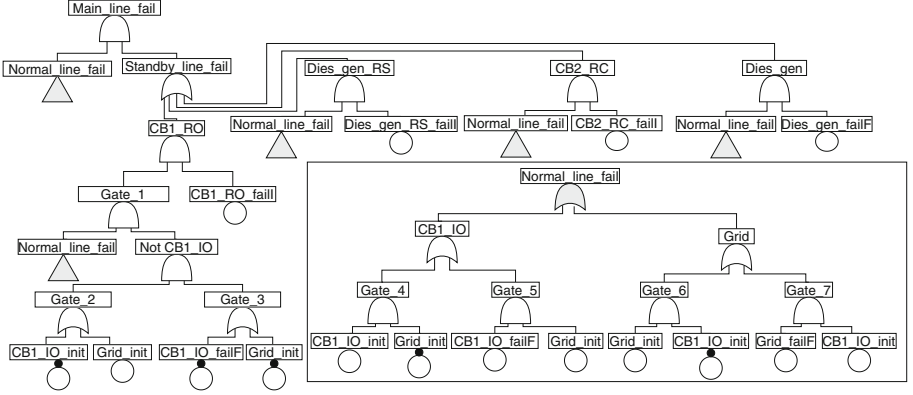 Main_line_fail
Normal_line_fail Standby_line_fail Dies_gen_RS CB2_RC Dies_gen
CB1_RO Normal_line_fail Dies_gen_RS_failI Normal_line_fail CB2_RC_failI Normal_line_fail Dies_gen_failF
Normal_line_fail
Gate_1 CB1_RO_failI
CB1_IO Grid
Normal_line_fail Not CB1_IO
Gate_2 Gate_3 Gate_4 Gate_5 Gate_6 Gate_7
CB1_IO_init Grid_init CB1_IO_failF Grid_init CB1_IO_init Grid_init CB1_IO_failF Grid_init Grid_init CB1_IO_init Grid_failF CB1_IO_init